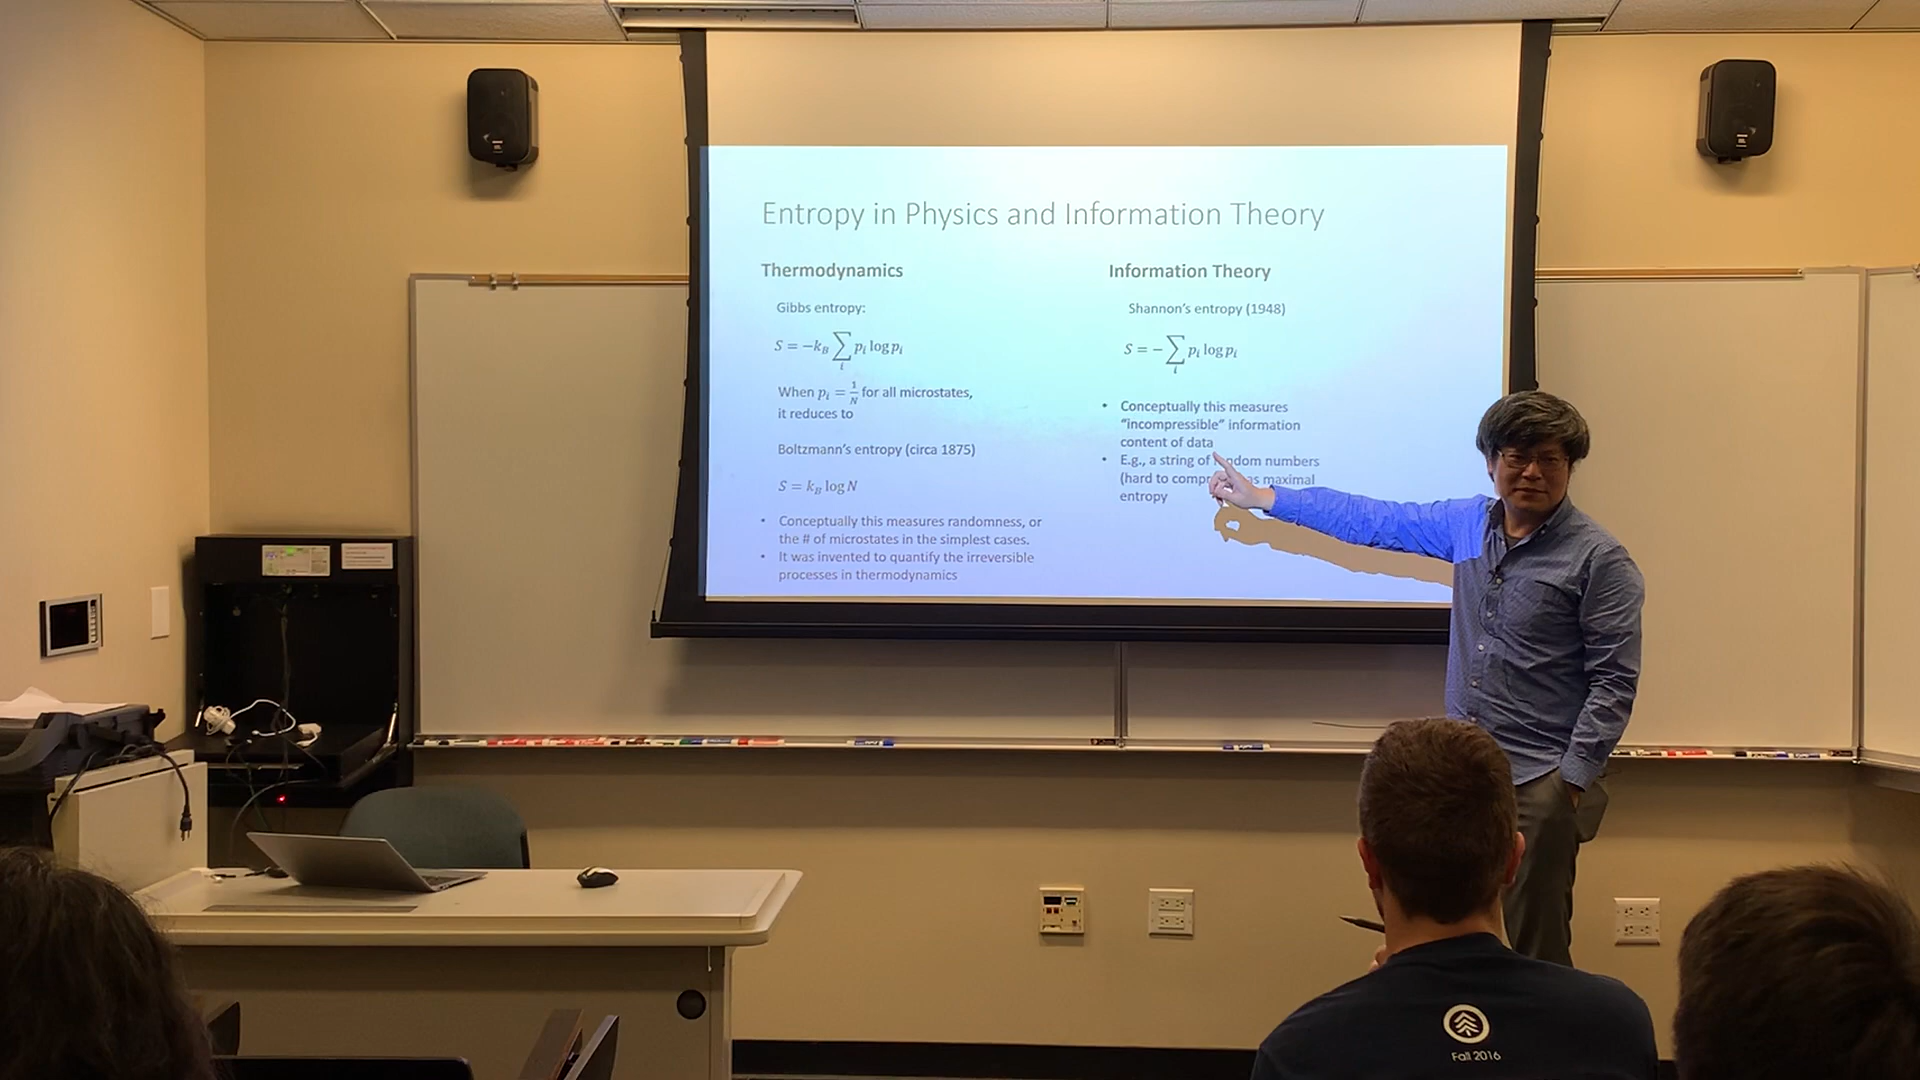 Entropy in Physics and Information Theory
Thermodynamics
Gibbs entropy:
S = −k_B ∑_i p_i log p_i
When p_i = 1/N for all microstates,
it reduces to
Boltzmann's entropy (circa 1875)
S = k_B log N
• Conceptually this measures randomness, or
the # of microstates in the simplest cases.
• It was invented to quantify the irreversible
processes in thermodynamics
Information Theory
Shannon's entropy (1948)
S = − ∑_i p_i log p_i
• Conceptually this measures
“incompressible” information
content of data
• E.g., a string of numbers
(hard to maximal
entropy
Fall 2016